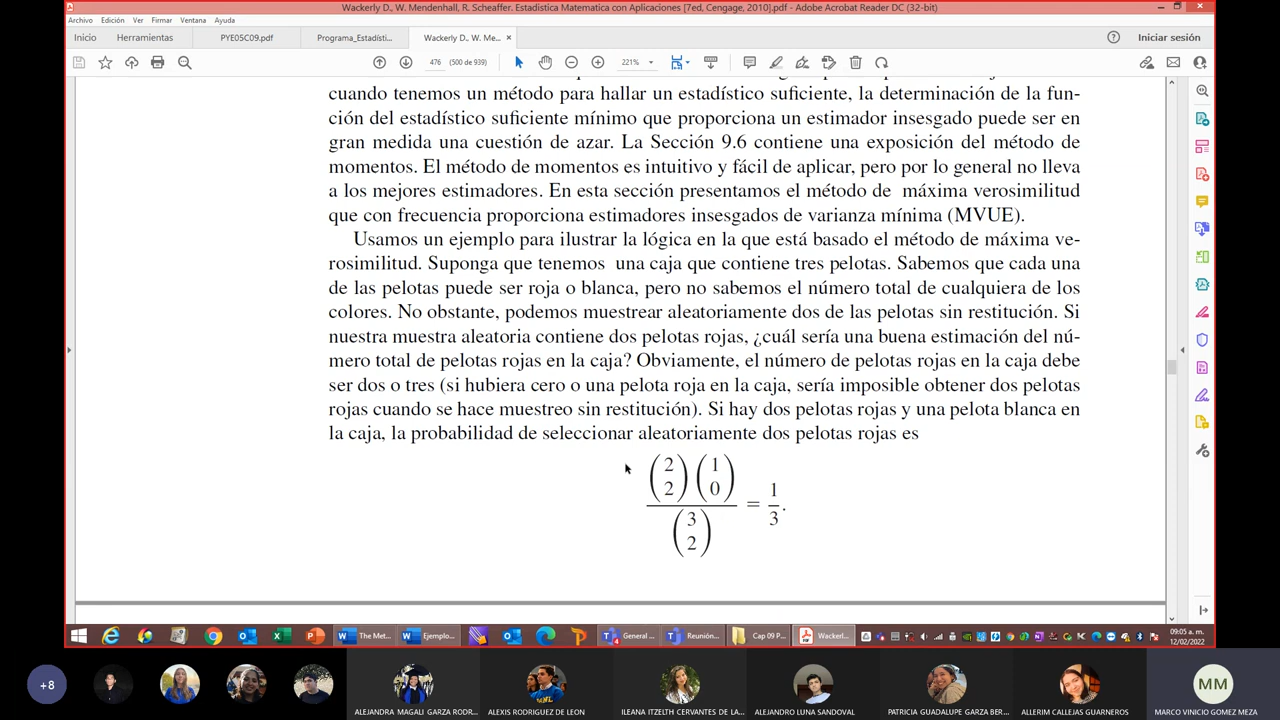 Wackerly D., W. Mendenhall, R. Scheaffer. Estadistica Matematica con Aplicaciones [7ed, Cengage, 2010].pdf - Adobe Acrobat Reader DC (32-bit)
Archivo Edición Ver Firmar Ventana Ayuda
Inicio Herramientas PYE05C09.pdf Programa_Estadísti... Wackerly D., W. Me... × Iniciar sesión
476 (500 de 939) 221%
cuando tenemos un método para hallar un estadístico suficiente, la determinación de la fun-
ción del estadístico suficiente mínimo que proporciona un estimador insesgado puede ser en
gran medida una cuestión de azar. La Sección 9.6 contiene una exposición del método de
momentos. El método de momentos es intuitivo y fácil de aplicar, pero por lo general no lleva
a los mejores estimadores. En esta sección presentamos el método de máxima verosimilitud
que con frecuencia proporciona estimadores insesgados de varianza mínima (MVUE).
Usamos un ejemplo para ilustrar la lógica en la que está basado el método de máxima ve-
rosimilitud. Suponga que tenemos una caja que contiene tres pelotas. Sabemos que cada una
de las pelotas puede ser roja o blanca, pero no sabemos el número total de cualquiera de los
colores. No obstante, podemos muestrear aleatoriamente dos de las pelotas sin restitución. Si
nuestra muestra aleatoria contiene dos pelotas rojas, ¿cuál sería una buena estimación del nú-
mero total de pelotas rojas en la caja? Obviamente, el número de pelotas rojas en la caja debe
ser dos o tres (si hubiera cero o una pelota roja en la caja, sería imposible obtener dos pelotas
rojas cuando se hace muestreo sin restitución). Si hay dos pelotas rojas y una pelota blanca en
la caja, la probabilidad de seleccionar aleatoriamente dos pelotas rojas es
(2 2)(1 0)
(3 2)
= 1/3.
The Met... Ejemplo... General ... Reunión... Cap 09 P... Wackerl...
09:05 a. m.
12/02/2022
+8 MM
ALEJANDRA MAGALI GARZA RODR... ALEXIS RODRIGUEZ DE LEON ILEANA ITZELTH CERVANTES DE LA... ALEJANDRO LUNA SANDOVAL PATRICIA GUADALUPE GARZA BER... ALLERIM CALLEJAS GUARNEROS MARCO VINICIO GOMEZ MEZA